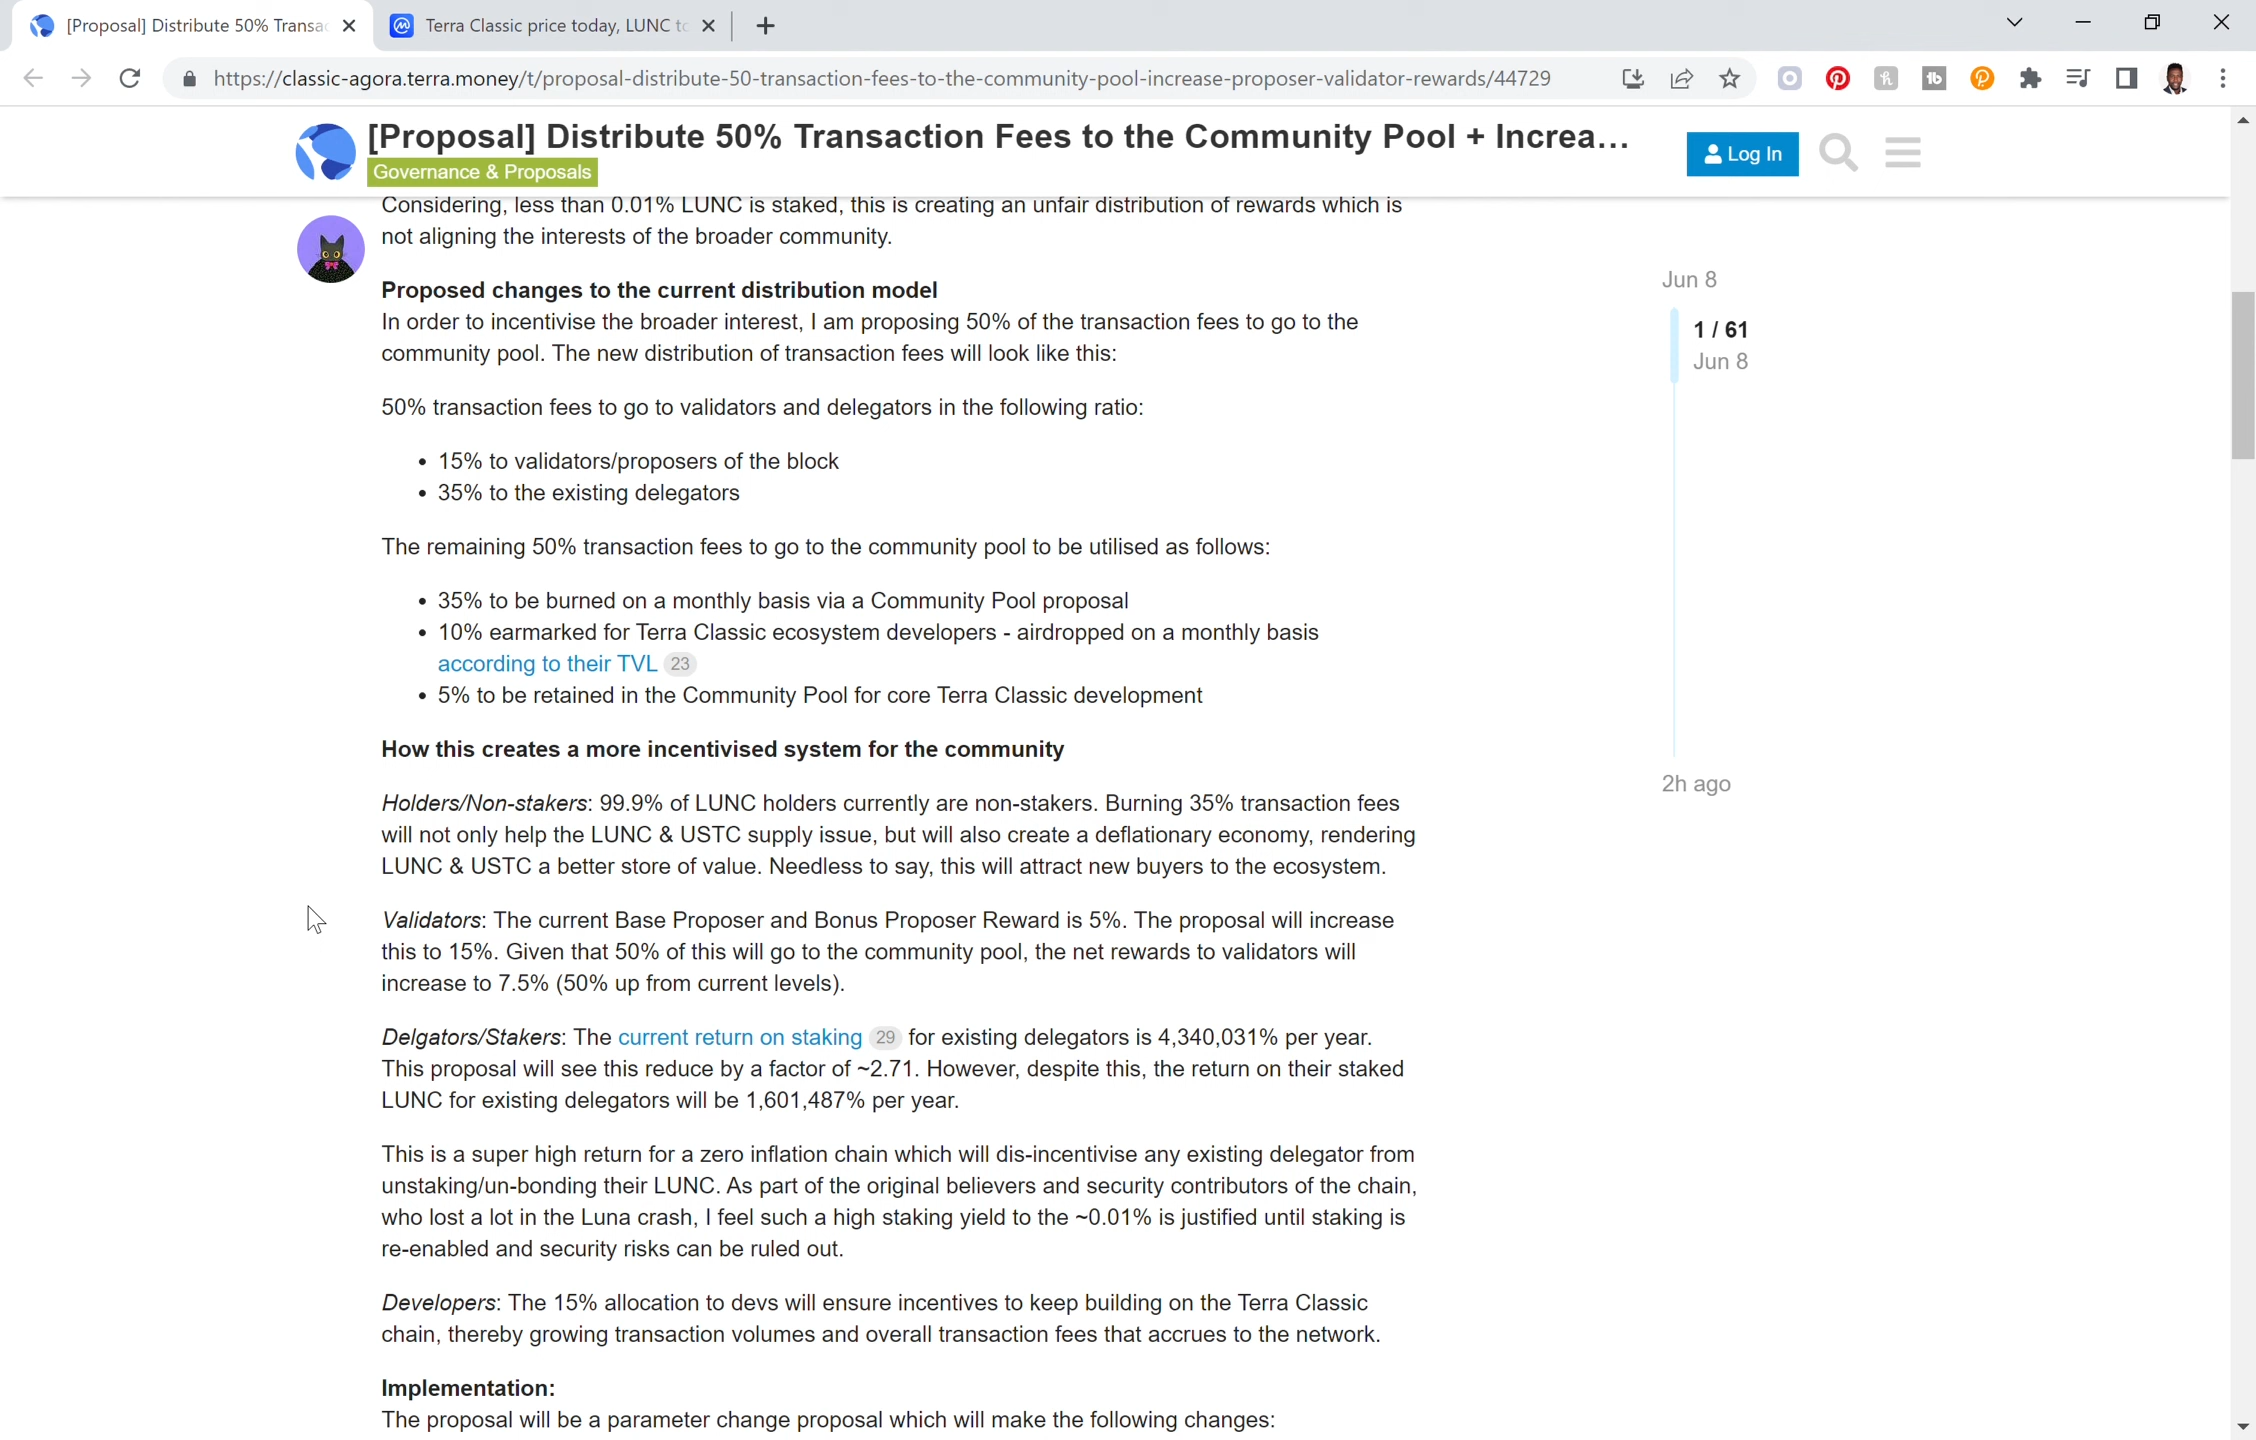 [Proposal] Distribute 50% Transac
Terra Classic price today, LUNC to
https://classic-agora.terra.money/t/proposal-distribute-50-transaction-fees-to-the-community-pool-increase-proposer-validator-rewards/44729
[Proposal] Distribute 50% Transaction Fees to the Community Pool + Increa...
Governance & Proposals
Log In
Considering, less than 0.01% LUNC is staked, this is creating an unfair distribution of rewards which is
not aligning the interests of the broader community.
Proposed changes to the current distribution model
In order to incentivise the broader interest, I am proposing 50% of the transaction fees to go to the
community pool. The new distribution of transaction fees will look like this:
50% transaction fees to go to validators and delegators in the following ratio:
• 15% to validators/proposers of the block
• 35% to the existing delegators
The remaining 50% transaction fees to go to the community pool to be utilised as follows:
• 35% to be burned on a monthly basis via a Community Pool proposal
• 10% earmarked for Terra Classic ecosystem developers - airdropped on a monthly basis
according to their TVL 23
• 5% to be retained in the Community Pool for core Terra Classic development
How this creates a more incentivised system for the community
Holders/Non-stakers: 99.9% of LUNC holders currently are non-stakers. Burning 35% transaction fees
will not only help the LUNC & USTC supply issue, but will also create a deflationary economy, rendering
LUNC & USTC a better store of value. Needless to say, this will attract new buyers to the ecosystem.
Validators: The current Base Proposer and Bonus Proposer Reward is 5%. The proposal will increase
this to 15%. Given that 50% of this will go to the community pool, the net rewards to validators will
increase to 7.5% (50% up from current levels).
Delgators/Stakers: The current return on staking 29 for existing delegators is 4,340,031% per year.
This proposal will see this reduce by a factor of ~2.71. However, despite this, the return on their staked
LUNC for existing delegators will be 1,601,487% per year.
This is a super high return for a zero inflation chain which will dis-incentivise any existing delegator from
unstaking/un-bonding their LUNC. As part of the original believers and security contributors of the chain,
who lost a lot in the Luna crash, I feel such a high staking yield to the ~0.01% is justified until staking is
re-enabled and security risks can be ruled out.
Developers: The 15% allocation to devs will ensure incentives to keep building on the Terra Classic
chain, thereby growing transaction volumes and overall transaction fees that accrues to the network.
Implementation:
The proposal will be a parameter change proposal which will make the following changes:
Jun 8
1 / 61
Jun 8
2h ago